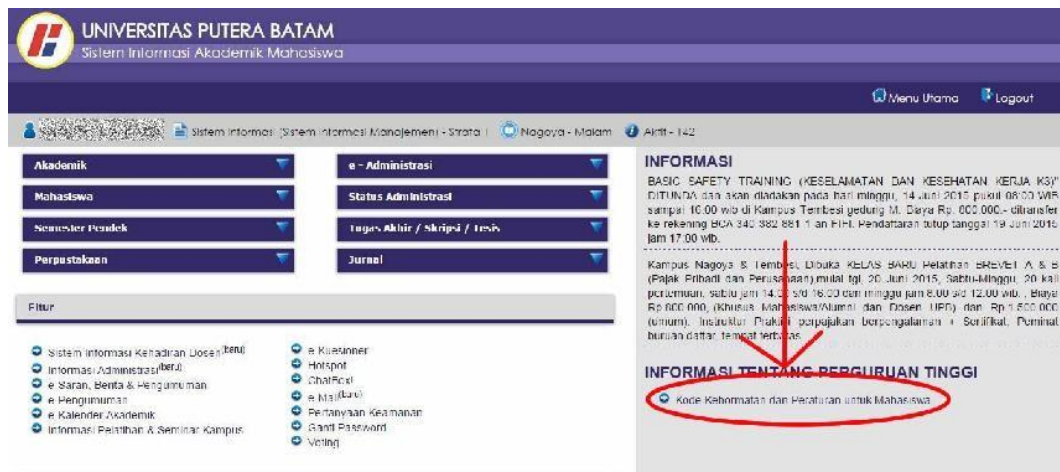 UNIVERSITAS PUTERA BATAM
Sistem Informasi Akademik Mahasiswa
Menu Utama
Logout
Sistem Informasi (Sistem Informasi Manajemen) - Strata 1
Nagoya - Malam
Aktif - 142
Akademik
e - Administrasi
Mahasiswa
Status Administrasi
Semester Pendek
Tugas Akhir / Skripsi / Tesis
Perpustakaan
Jurnal
Fitur
Sistem Informasi Kehadiran Dosen(baru)
Informasi Administrasi(baru)
e Saran, Berita & Pengumuman
e Pengumuman
e Kalender Akademik
Informasi Pelatihan & Seminar Kampus
e Kuesioner
Hotspot
ChatBox!
e Mail(baru)
Pertanyaan Keamanan
Ganti Password
Voting
INFORMASI
BASIC SAFETY TRAINING (KESELAMATAN DAN KESEHATAN KERJA K3)"
DITUNDA dan akan diadakan pada hari minggu, 14 Juni 2015 pukul 08:00 WIB
sampai 16:00 wib di Kampus Tembesi gedung M. Biaya Rp. 600.000.- ditransfer
ke rekening BCA 340 382 881 1 an FIFI. Pendaftaran tutup tanggal 19 Juni 2015
jam 17:00 wib.
Kampus Nagoya & Tembesi, Dibuka KELAS BARU Pelatihan BREVET A & B
(Pajak Pribadi dan Perusahaan),mulai tgl, 20 Juni 2015, Sabtu-Minggu, 20 kali
pertemuan, sabtu jam 14.00 s/d 16.00 dan minggu jam 8.00 s/d 12.00 wib. , Biaya
Rp.800.000, (Khusus Mahasiswa/Alumni dan Dosen UPB) dan Rp.1.500.000
(umum). Instruktur Praktisi perpajakan berpengalaman + Sertifikat, Peminat
buruan daftar, tempat terbatas
INFORMASI TENTANG PERGURUAN TINGGI
Kode Kehormatan dan Peraturan untuk Mahasiswa